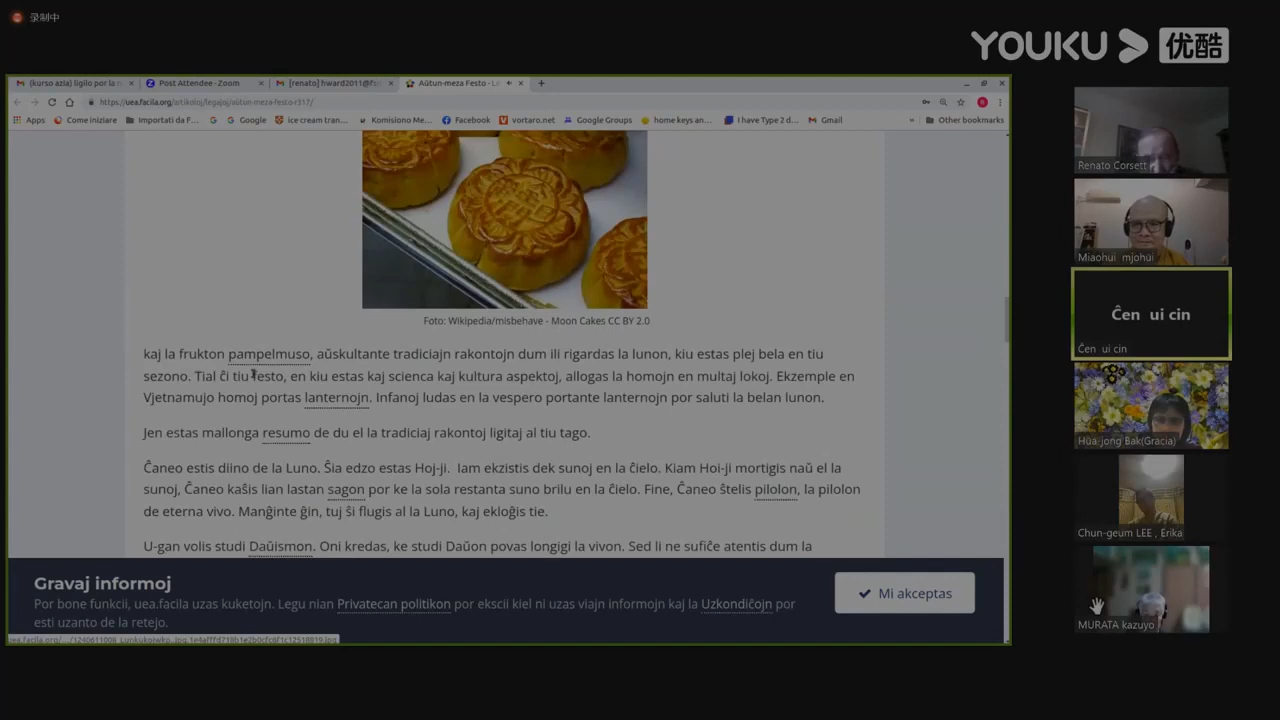 录制中
YOUKU 优酷
(kurso azia) ligilo por la
Post Attendee - Zoom
[renato] hward2011@
Aŭtun-meza Festo - L
https://uea.facila.org/artikoloj/legajoj/aŭtun-meza-festo-r317/
Apps
Come iniziare
Importati da F...
Google
ice cream tran...
Komisiono Me...
Facebook
vortaro.net
Google Groups
home keys an...
I have Type 2 d...
Gmail
Other bookmarks
Foto: Wikipedia/misbehave - Moon Cakes CC BY 2.0
kaj la frukton pampelmuso, aŭskultante tradiciajn rakontojn dum ili rigardas la lunon, kiu estas plej bela en tiu
sezono. Tial ĉi tiu festo, en kiu estas kaj scienca kaj kultura aspektoj, allogas la homojn en multaj lokoj. Ekzemple en
Vjetnamujo homoj portas lanternojn. Infanoj ludas en la vespero portante lanternojn por saluti la belan lunon.
Jen estas mallonga resumo de du el la tradiciaj rakontoj ligitaj al tiu tago.
Ĉaneo estis diino de la Luno. Ŝia edzo estas Hoj-ji. Iam ekzistis dek sunoj en la ĉielo. Kiam Hoi-ji mortigis naŭ el la
sunoj, Ĉaneo kaŝis lian lastan sagon por ke la sola restanta suno brilu en la ĉielo. Fine, Ĉaneo ŝtelis pilolon, la pilolon
de eterna vivo. Manĝinte ĝin, tuj ŝi flugis al la Luno, kaj ekloĝis tie.
U-gan volis studi Daŭismon. Oni kredas, ke studi Daŭon povas longigi la vivon. Sed li ne sufiĉe atentis dum la
Gravaj informoj
Por bone funkcii, uea.facila uzas kuketojn. Legu nian Privatecan politikon por ekscii kiel ni uzas viajn informojn kaj la Uzkondiĉojn por
esti uzanto de la retejo.
Mi akceptas
Renato Corsett
Miaohui mjohui
Ĉen ui cin
Ĉen ui cin
Hŭa-jong Bak(Gracia)
Chun-geum LEE , Erika
MURATA kazuyo